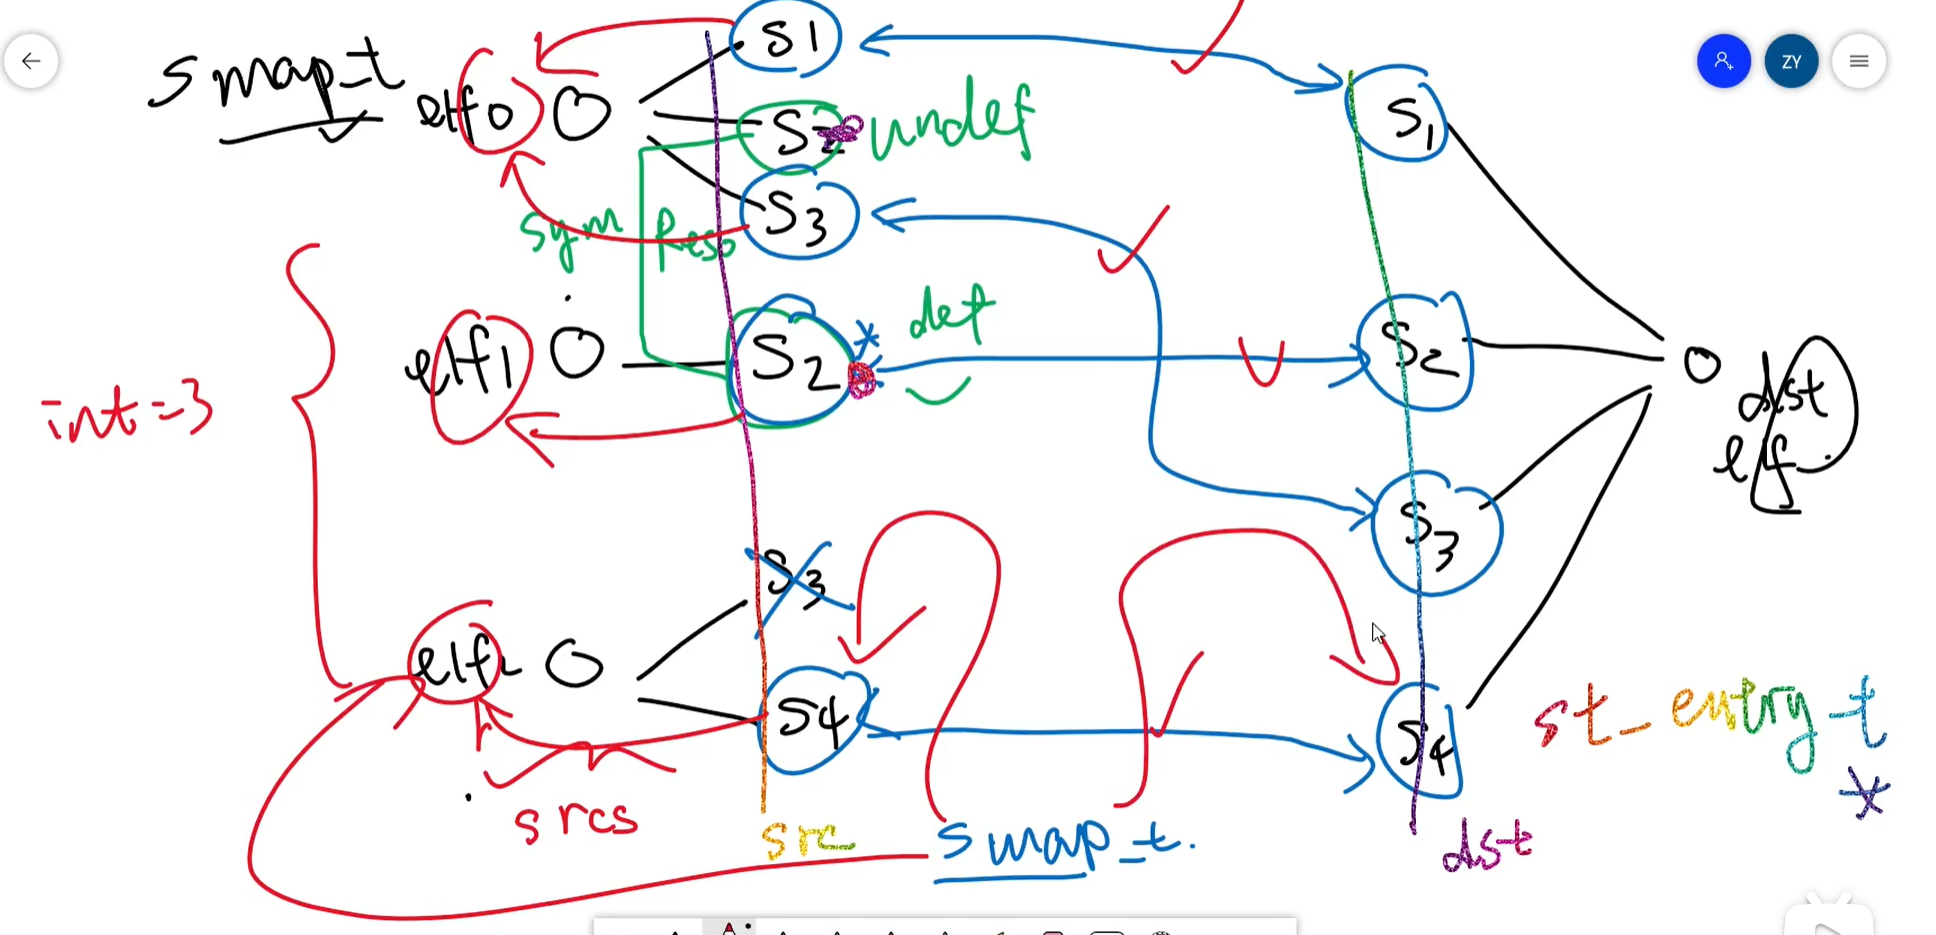 smap_t
elf0
O
S1
S2
undef
S3
sym Reso
S1
int=3
elf1
O
S2
*
def
S2
O
dst
elf
S3
S3
elf2
O
S4
S4
st_entry_t
*
srcs
src
smap_t.
dst
ZY